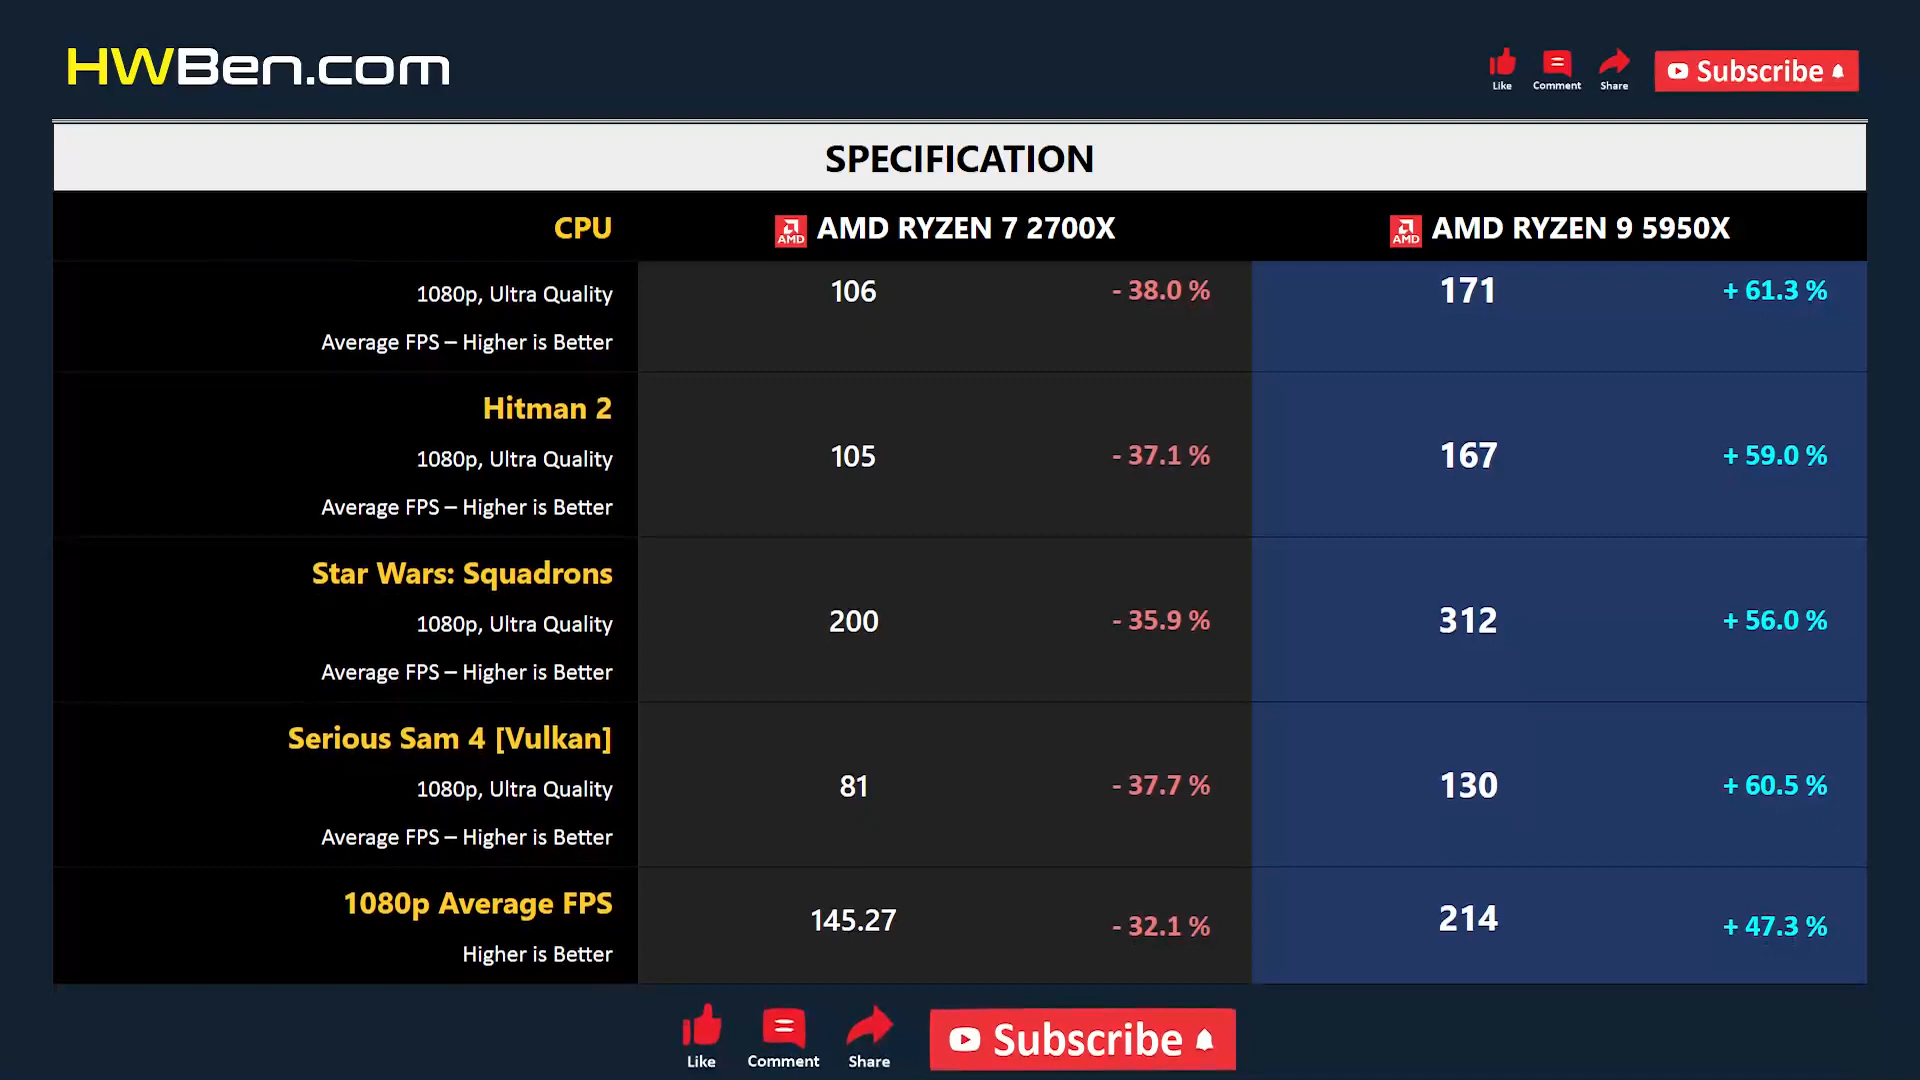 HWBen.com
Like Comment Share Subscribe
SPECIFICATION
CPU AMD AMD RYZEN 7 2700X AMD AMD RYZEN 9 5950X
1080p, Ultra Quality 106 - 38.0 % 171 + 61.3 %
Average FPS – Higher is Better
Hitman 2
1080p, Ultra Quality 105 - 37.1 % 167 + 59.0 %
Average FPS – Higher is Better
Star Wars: Squadrons
1080p, Ultra Quality 200 - 35.9 % 312 + 56.0 %
Average FPS – Higher is Better
Serious Sam 4 [Vulkan]
1080p, Ultra Quality 81 - 37.7 % 130 + 60.5 %
Average FPS – Higher is Better
1080p Average FPS 145.27 - 32.1 % 214 + 47.3 %
Higher is Better
Like Comment Share Subscribe